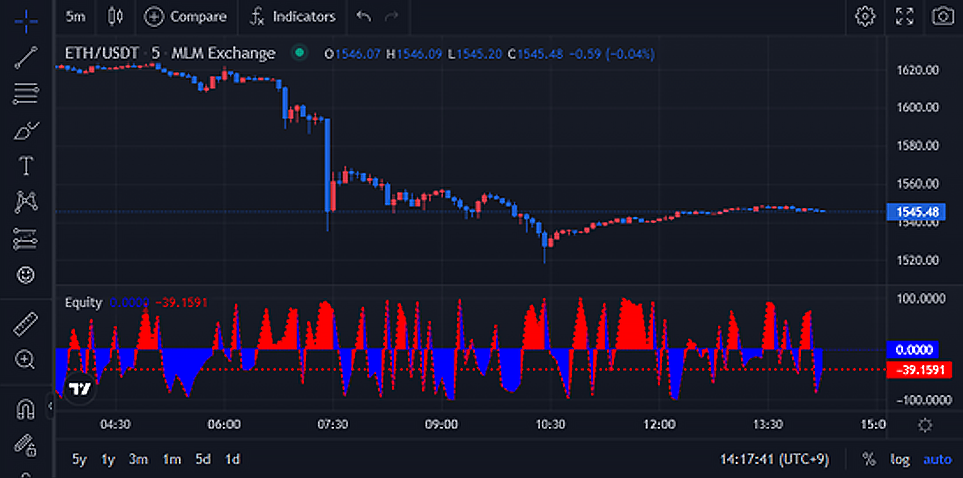 5m Compare Indicators
ETH/USDT · 5 · MLM Exchange O1546.07 H1546.09 L1545.20 C1545.48 −0.59 (−0.04%)
1620.00
1600.00
1580.00
1560.00
1545.48
1540.00
1520.00
Equity 0.0000 −39.1591
100.0000
0.0000
−39.1591
−100.0000
04:30 06:00 07:30 09:00 10:30 12:00 13:30 15:0
5y 1y 3m 1m 5d 1d 14:17:41 (UTC+9) % log auto